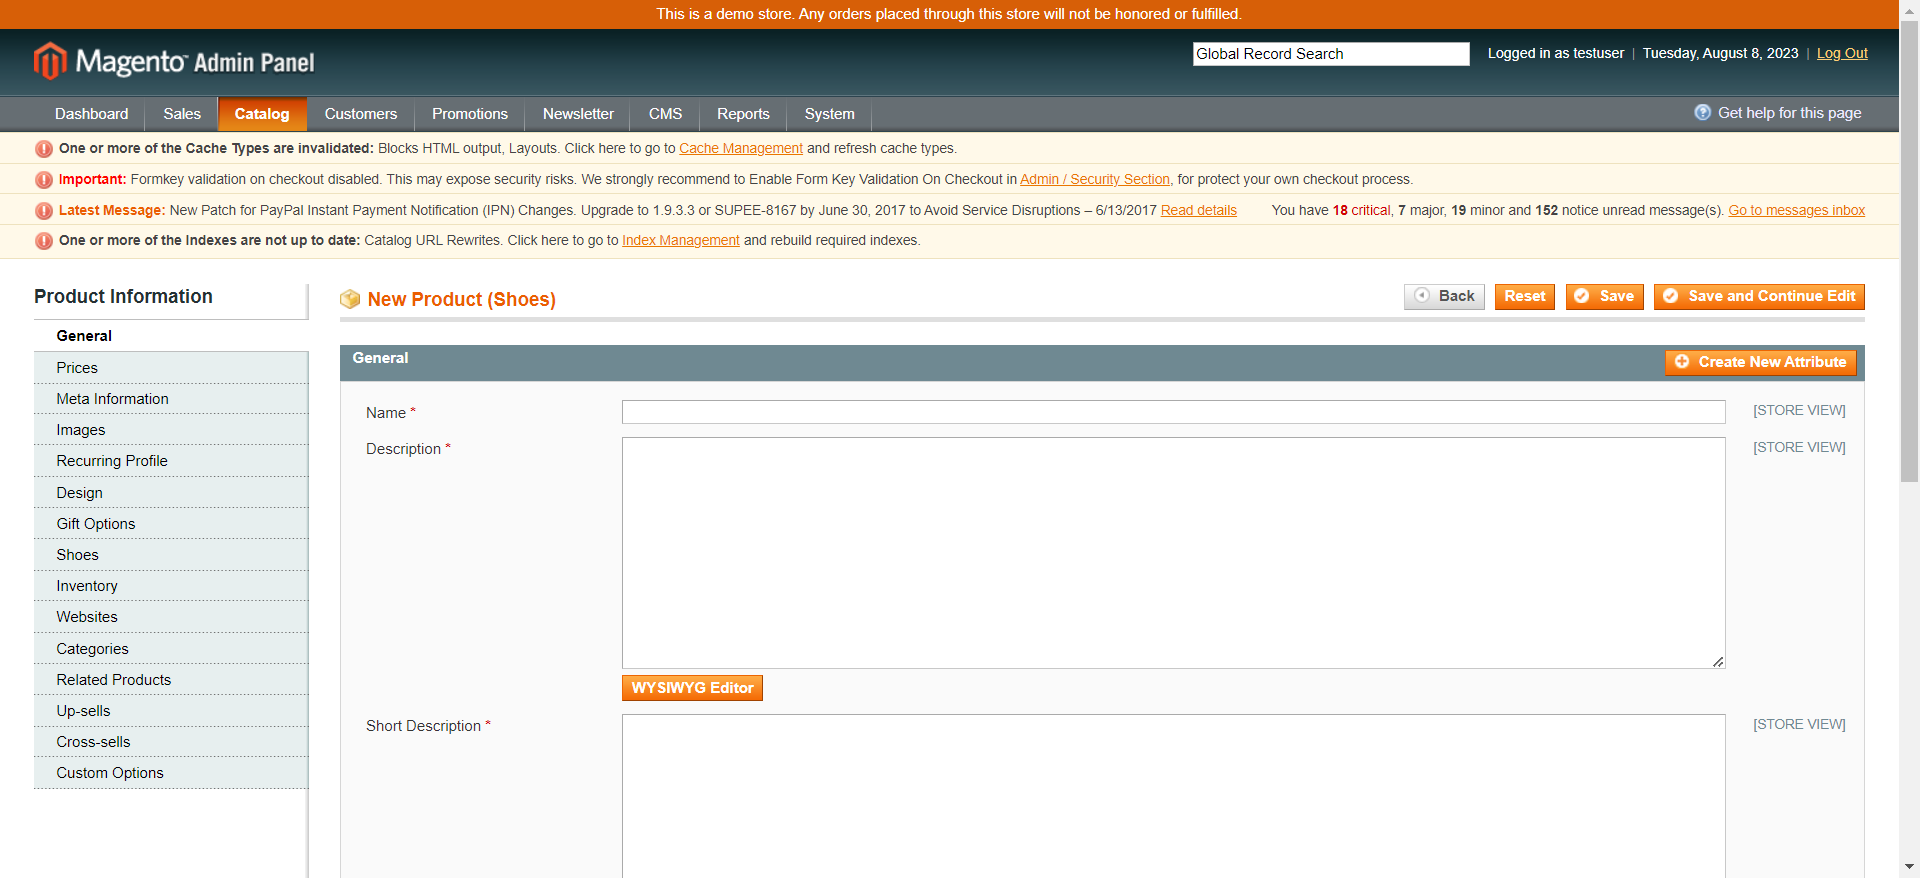 This is a demo store. Any orders placed through this store will not be honored or fulfilled.
Magento Admin Panel
Global Record Search
Logged in as testuser | Tuesday, August 8, 2023 | Log Out
Dashboard Sales Catalog Customers Promotions Newsletter CMS Reports System
Get help for this page
One or more of the Cache Types are invalidated: Blocks HTML output, Layouts. Click here to go to Cache Management and refresh cache types.
Important: Formkey validation on checkout disabled. This may expose security risks. We strongly recommend to Enable Form Key Validation On Checkout in Admin / Security Section, for protect your own checkout process.
Latest Message: New Patch for PayPal Instant Payment Notification (IPN) Changes. Upgrade to 1.9.3.3 or SUPEE-8167 by June 30, 2017 to Avoid Service Disruptions – 6/13/2017 Read details
You have 18 critical, 7 major, 19 minor and 152 notice unread message(s). Go to messages inbox
One or more of the Indexes are not up to date: Catalog URL Rewrites. Click here to go to Index Management and rebuild required indexes.
Product Information
General
Prices
Meta Information
Images
Recurring Profile
Design
Gift Options
Shoes
Inventory
Websites
Categories
Related Products
Up-sells
Cross-sells
Custom Options
New Product (Shoes)
Back Reset Save Save and Continue Edit
General
Create New Attribute
Name *
[STORE VIEW]
Description *
[STORE VIEW]
WYSIWYG Editor
Short Description *
[STORE VIEW]